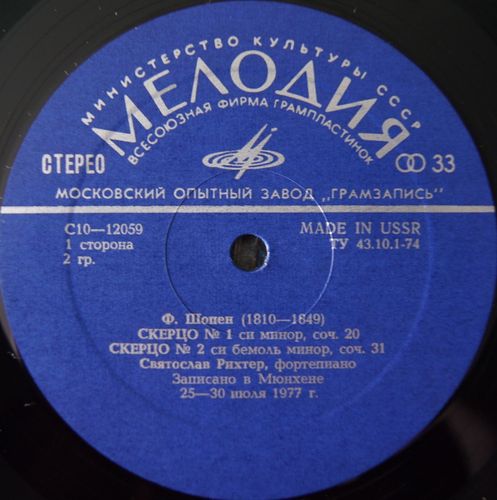 МИНИСТЕРСТВО КУЛЬТУРЫ СССР
МЕЛОДИЯ
ВСЕСОЮЗНАЯ ФИРМА ГРАМПЛАСТИНОК
СТЕРЕО
33
МОСКОВСКИЙ ОПЫТНЫЙ ЗАВОД „ГРАМЗАПИСЬ"
С10—12059
MADE IN USSR
1 сторона
ТУ 43.10.1-74
2 гр.
Ф. Шопен (1810—1849)
СКЕРЦО № 1 си минор, соч. 20
СКЕРЦО № 2 си бемоль минор, соч. 31
Святослав Рихтер, фортепиано
Записано в Мюнхене
25—30 июля 1977 г.